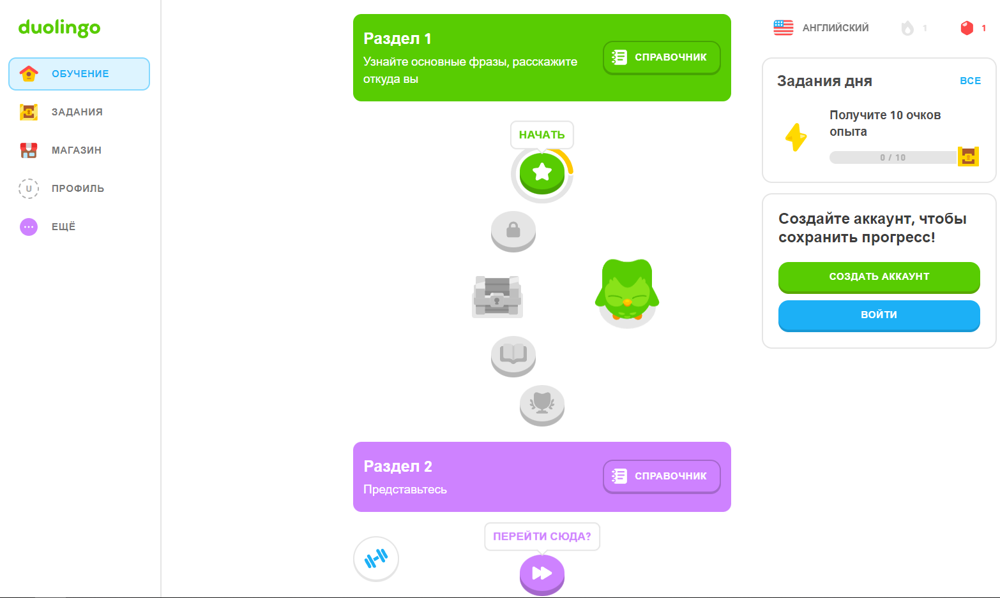 duolingo
ОБУЧЕНИЕ
ЗАДАНИЯ
МАГАЗИН
U
ПРОФИЛЬ
ЕЩЁ
Раздел 1
Узнайте основные фразы, расскажите
откуда вы
СПРАВОЧНИК
НАЧАТЬ
Раздел 2
Представьтесь
СПРАВОЧНИК
ПЕРЕЙТИ СЮДА?
АНГЛИЙСКИЙ
1
1
Задания дня
ВСЕ
Получите 10 очков
опыта
0 / 10
Создайте аккаунт, чтобы
сохранить прогресс!
СОЗДАТЬ АККАУНТ
ВОЙТИ